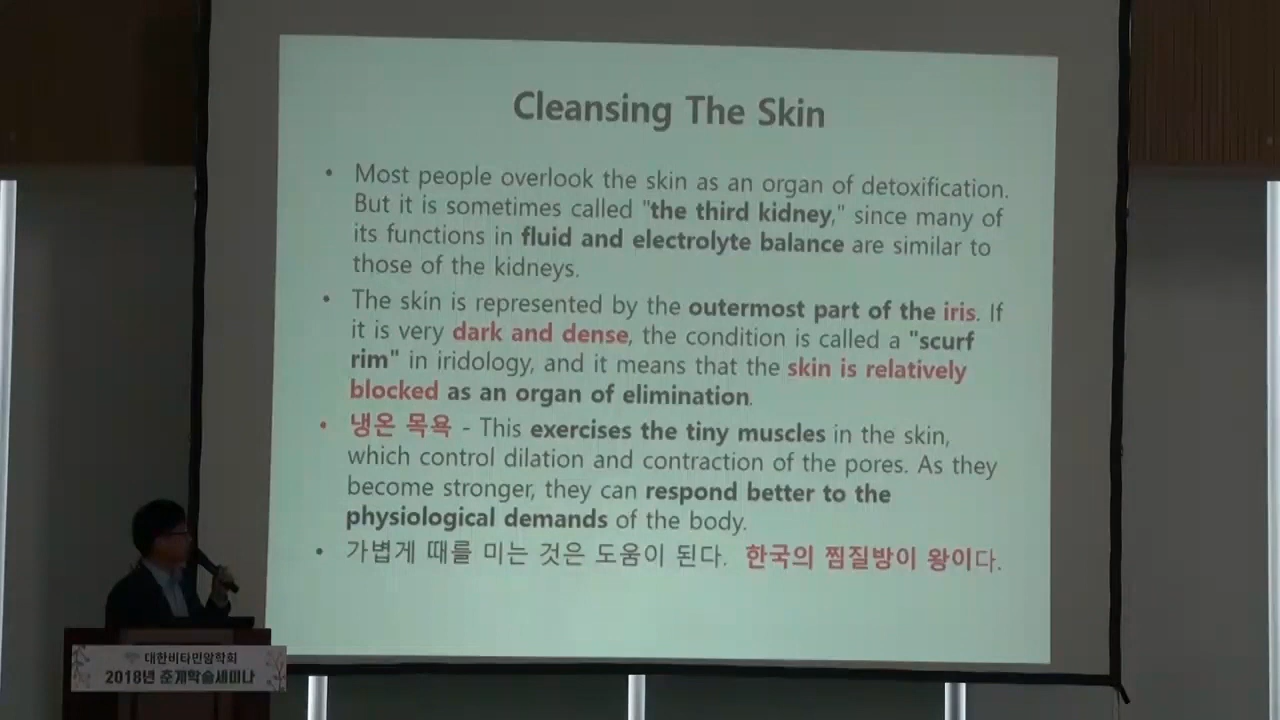 Cleansing The Skin
• Most people overlook the skin as an organ of detoxification.
But it is sometimes called "the third kidney," since many of
its functions in fluid and electrolyte balance are similar to
those of the kidneys.
• The skin is represented by the outermost part of the iris. If
it is very dark and dense, the condition is called a "scurf
rim" in iridology, and it means that the skin is relatively
blocked as an organ of elimination.
• 냉온 목욕 - This exercises the tiny muscles in the skin,
which control dilation and contraction of the pores. As they
become stronger, they can respond better to the
physiological demands of the body.
• 가볍게 때를 미는 것은 도움이 된다. 한국의 찜질방이 왕이다.
대한비타민암학회
2018년 춘계학술세미나